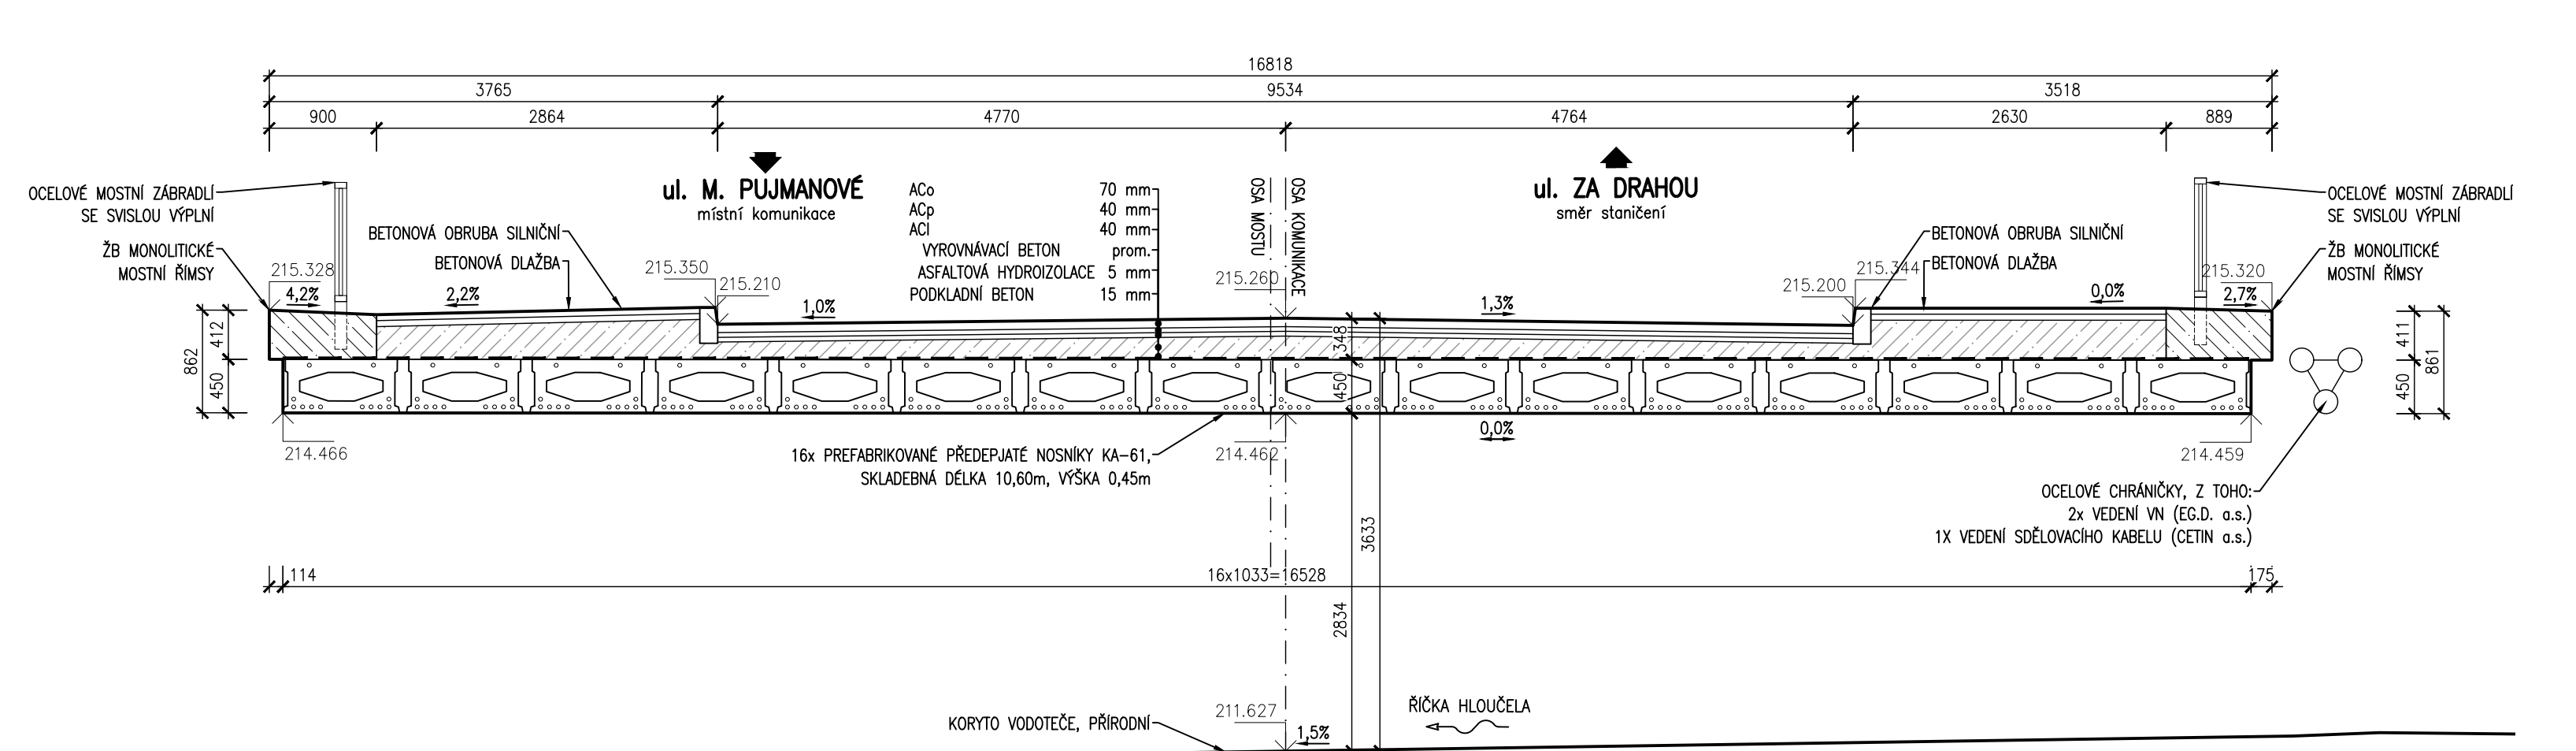 16818
3765
9534
3518
900
2864
4770
4764
2630
889
OCELOVÉ MOSTNÍ ZÁBRADLÍ
SE SVISLOU VÝPLNÍ
ŽB MONOLITICKÉ
MOSTNÍ ŘÍMSY
BETONOVÁ OBRUBA SILNIČNÍ
BETONOVÁ DLAŽBA
ul. M. PUJMANOVÉ
místní komunikace
ACo 70 mm
ACp 40 mm
ACl 40 mm
VYROVNÁVACÍ BETON prom.
ASFALTOVÁ HYDROIZOLACE 5 mm
PODKLADNÍ BETON 15 mm
OSA MOSTU
OSA KOMUNIKACE
ul. ZA DRAHOU
směr staničení
BETONOVÁ OBRUBA SILNIČNÍ
BETONOVÁ DLAŽBA
OCELOVÉ MOSTNÍ ZÁBRADLÍ
SE SVISLOU VÝPLNÍ
ŽB MONOLITICKÉ
MOSTNÍ ŘÍMSY
215.328
215.350
215.210
215.260
215.200
215.344
215.320
4,2%
2,2%
1,0%
1,3%
0,0%
2,7%
862
412
450
348
450
411
450
861
214.466
214.462
214.459
0,0%
16x PREFABRIKOVANÉ PŘEDEPJATÉ NOSNÍKY KA-61,
SKLADEBNÁ DÉLKA 10,60m, VÝŠKA 0,45m
OCELOVÉ CHRÁNIČKY, Z TOHO:
2x VEDENÍ VN (EG.D. a.s.)
1X VEDENÍ SDĚLOVACÍHO KABELU (CETIN a.s.)
3633
114
16x1033=16528
175
2834
211.627
1,5%
ŘÍČKA HLOUČELA
KORYTO VODOTEČE, PŘÍRODNÍ